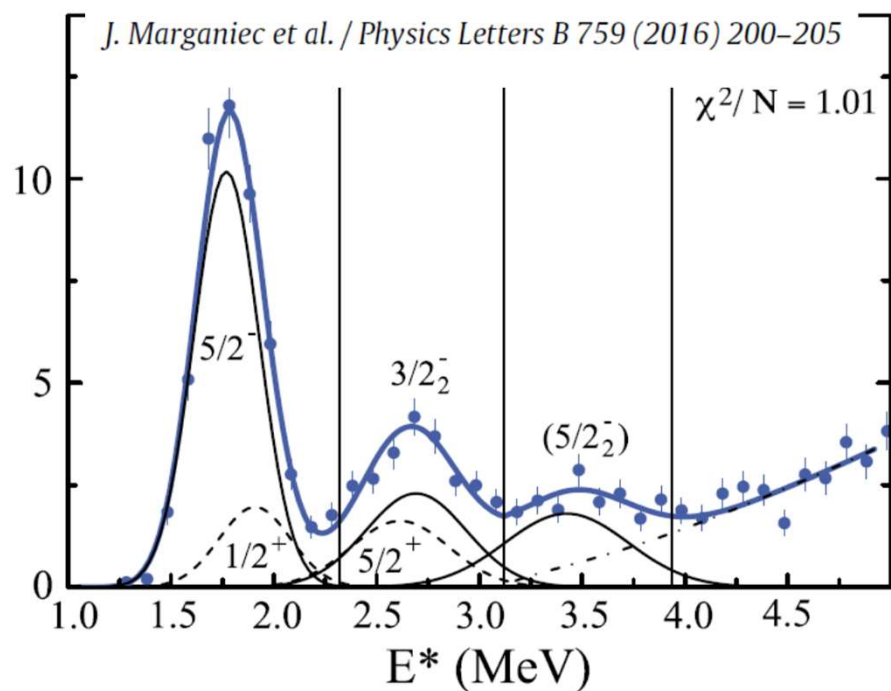 J. Marganiec et al. / Physics Letters B 759 (2016) 200–205
χ²/ N = 1.01
10
5/2⁻
3/2₂⁻
5
(5/2₂⁻)
1/2⁺
5/2⁺
0
1.0 1.5 2.0 2.5 3.0 3.5 4.0 4.5
E* (MeV)